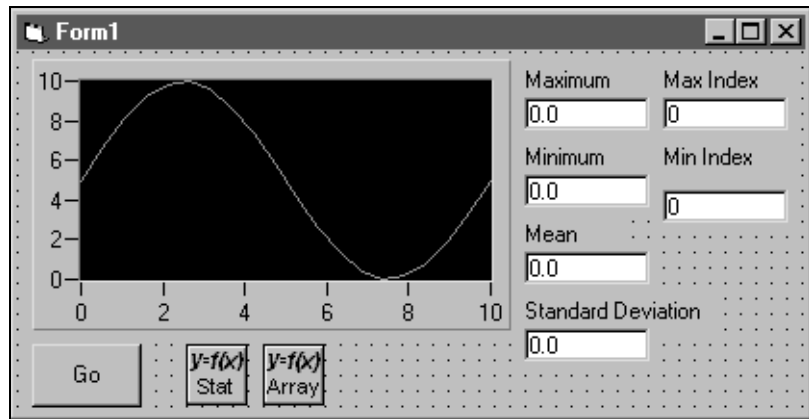 Form1
10
8
6
4
2
0
0 2 4 6 8 10
Maximum
0.0
Max Index
0
Minimum
0.0
Min Index
0
Mean
0.0
Standard Deviation
0.0
Go
y=f(x)
Stat
y=f(x)
Array